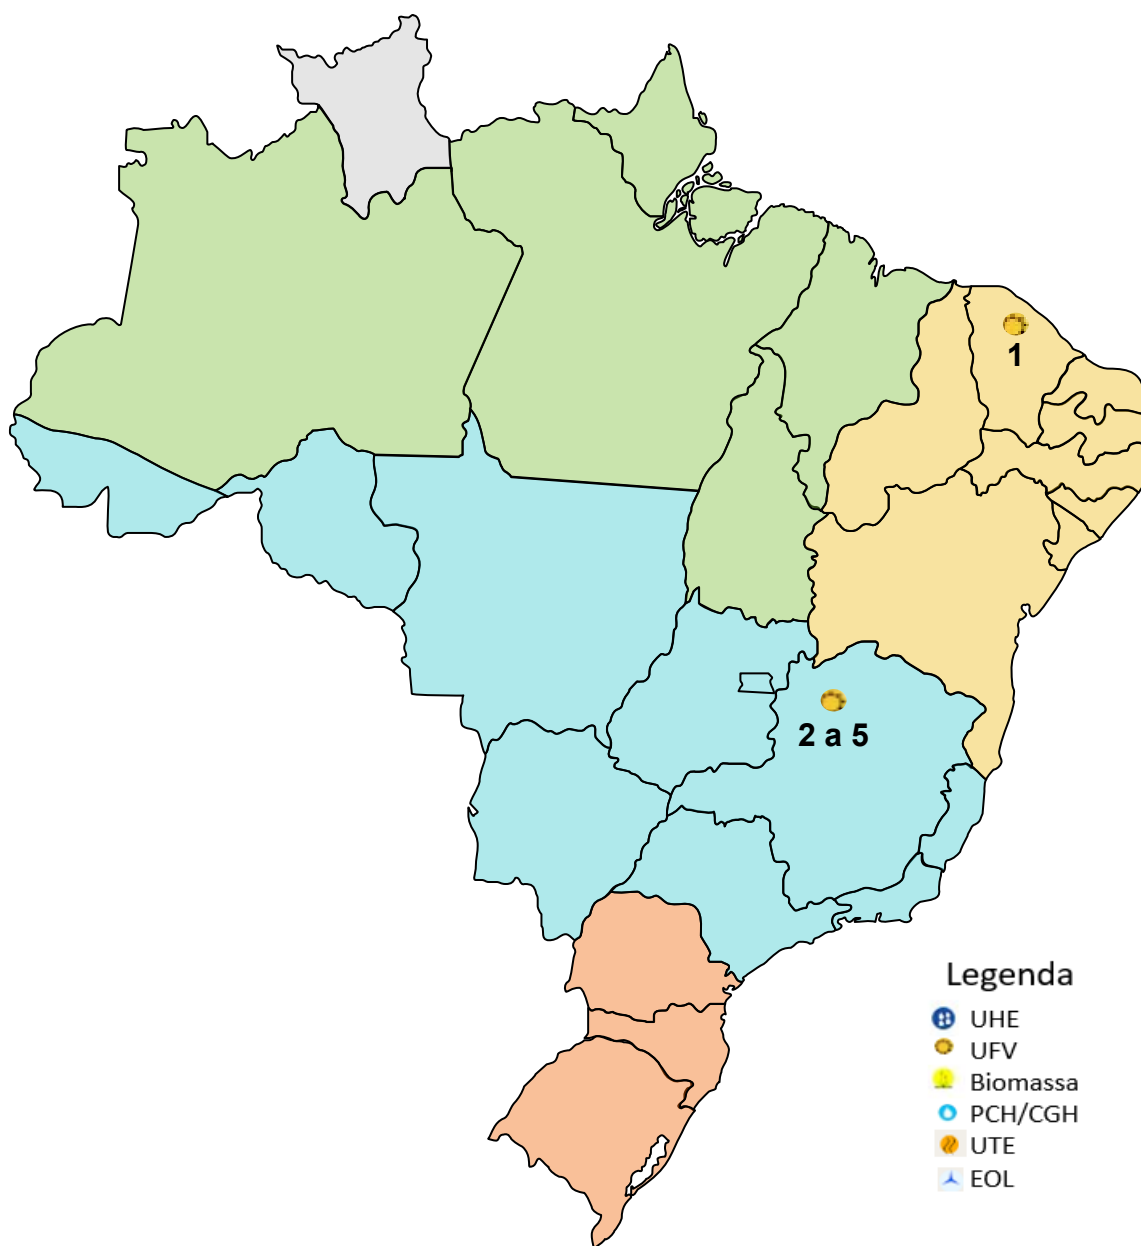 1
2 a 5
Legenda
UHE
UFV
Biomassa
PCH/CGH
UTE
EOL